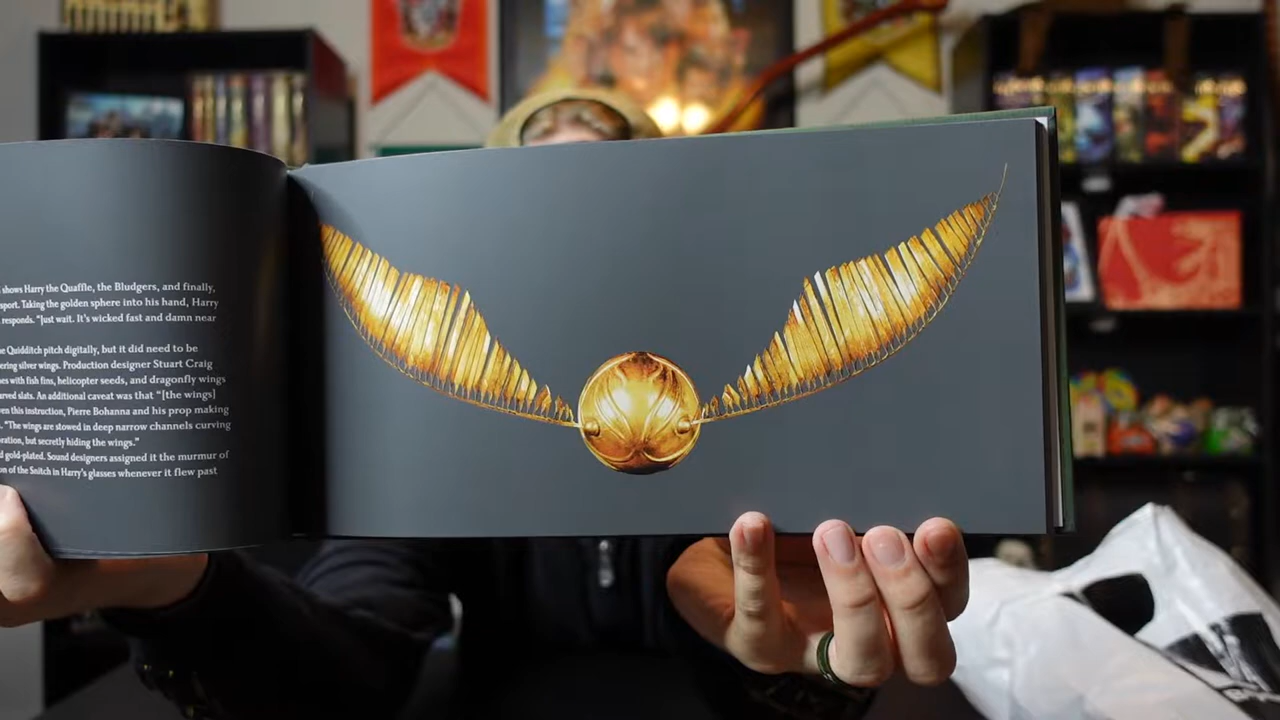 shows Harry the Quaffle, the Bludgers, and finally,
sport. Taking the golden sphere into his hand, Harry
responds. "Just wait. It's wicked fast and damn near
e Quidditch pitch digitally, but it did need to be
ering silver wings. Production designer Stuart Craig
es with fish fins, helicopter seeds, and dragonfly wings
arved slats. An additional caveat was that "[the wings]
en this instruction, Pierre Bohanna and his prop making
. "The wings are stowed in deep narrow channels curving
oration, but secretly hiding the wings."
d gold-plated. Sound designers assigned it the murmur of
on of the Snitch in Harry's glasses whenever it flew past